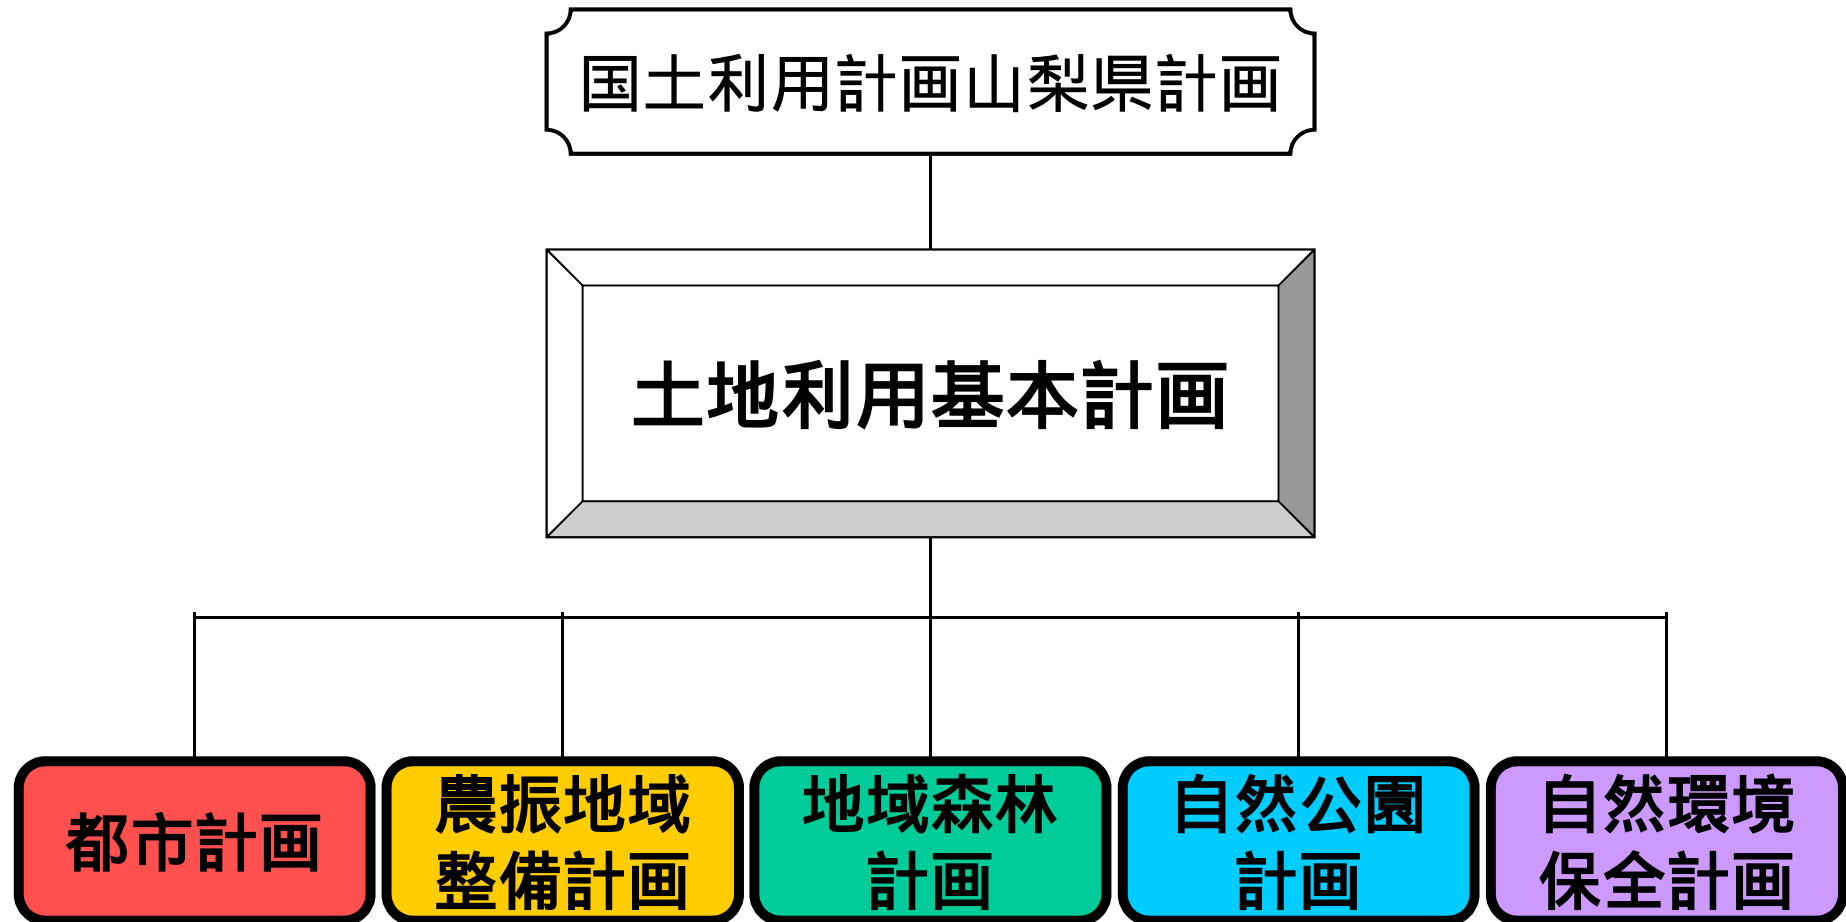 国土利用計画山梨県計画
土地利用基本計画
都市計画
農振地域
整備計画
地域森林
計画
自然公園
計画
自然環境
保全計画